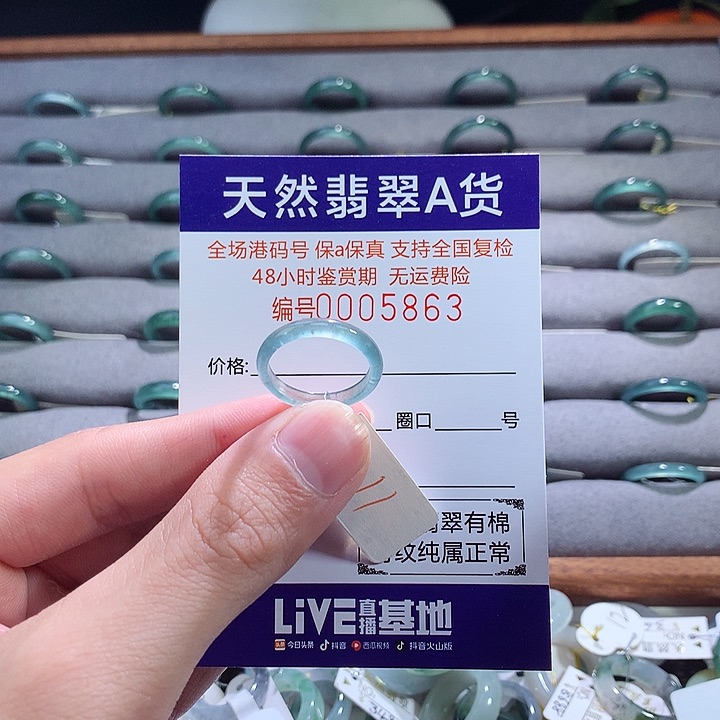 天然翡翠A货
全场港码号 保a保真 支持全国复检
48小时鉴赏期 无运费险
编号0005863
价格:
圈口 号
翠有棉
纹纯属正常
LiVE直播基地
头条 今日头条 抖音 西瓜视频 抖音火山版